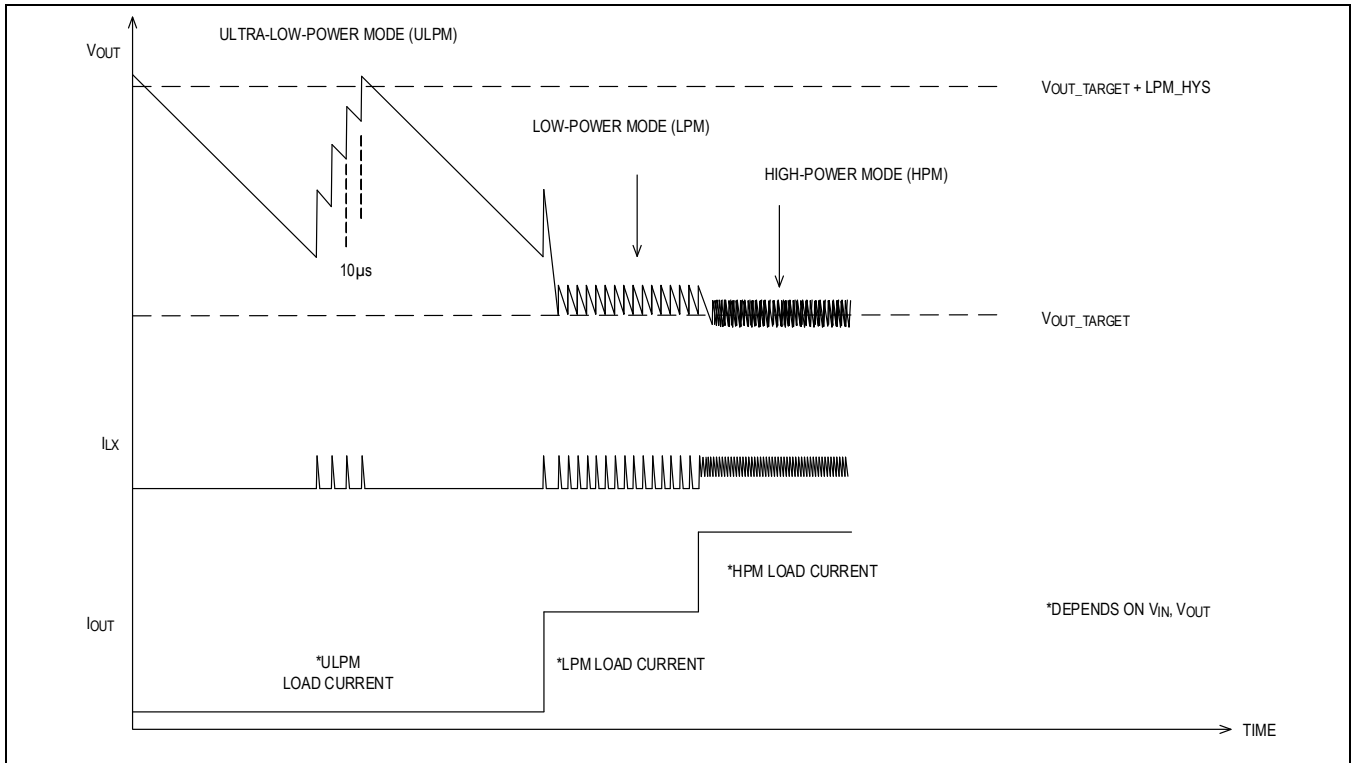 ULTRA-LOW-POWER MODE (ULPM)
VOUT
VOUT_TARGET + LPM_HYS
LOW-POWER MODE (LPM)
HIGH-POWER MODE (HPM)
10µs
VOUT_TARGET
ILX
*HPM LOAD CURRENT
*DEPENDS ON VIN, VOUT
IOUT
*ULPM
LOAD CURRENT
*LPM LOAD CURRENT
TIME